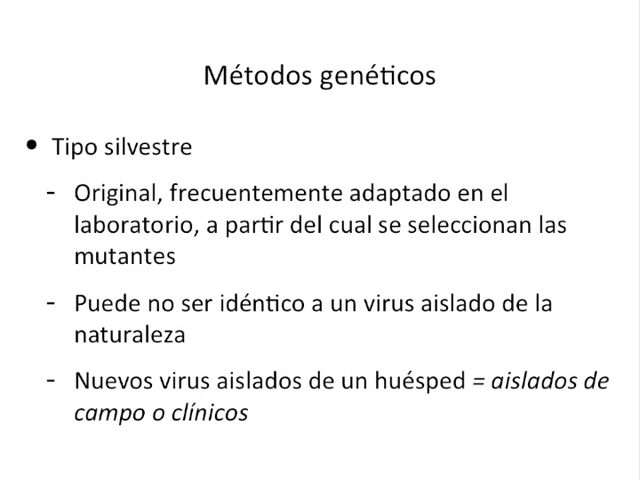 Métodos genéticos
• Tipo silvestre
- Original, frecuentemente adaptado en el
laboratorio, a partir del cual se seleccionan las
mutantes
- Puede no ser idéntico a un virus aislado de la
naturaleza
- Nuevos virus aislados de un huésped = aislados de
campo o clínicos